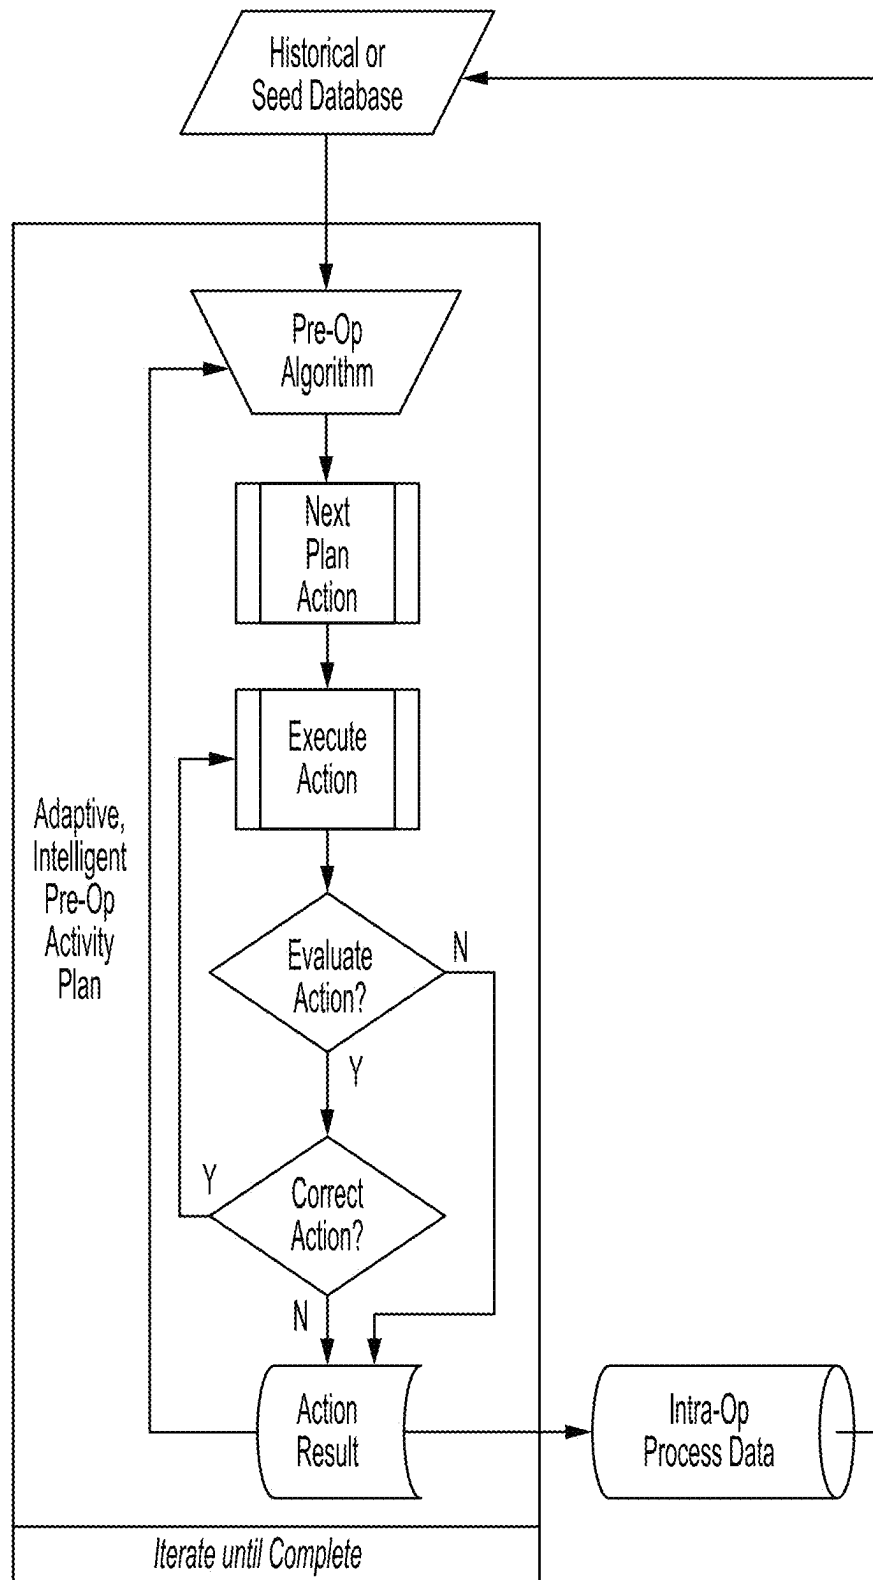 Historical or
Seed Database
Pre-Op
Algorithm
Next
Plan
Action
Execute
Action
Adaptive,
Intelligent
Pre-Op
Activity
Plan
Evaluate
Action?
N
Y
Y
Correct
Action?
N
Action
Result
Intra-Op
Process Data
Iterate until Complete